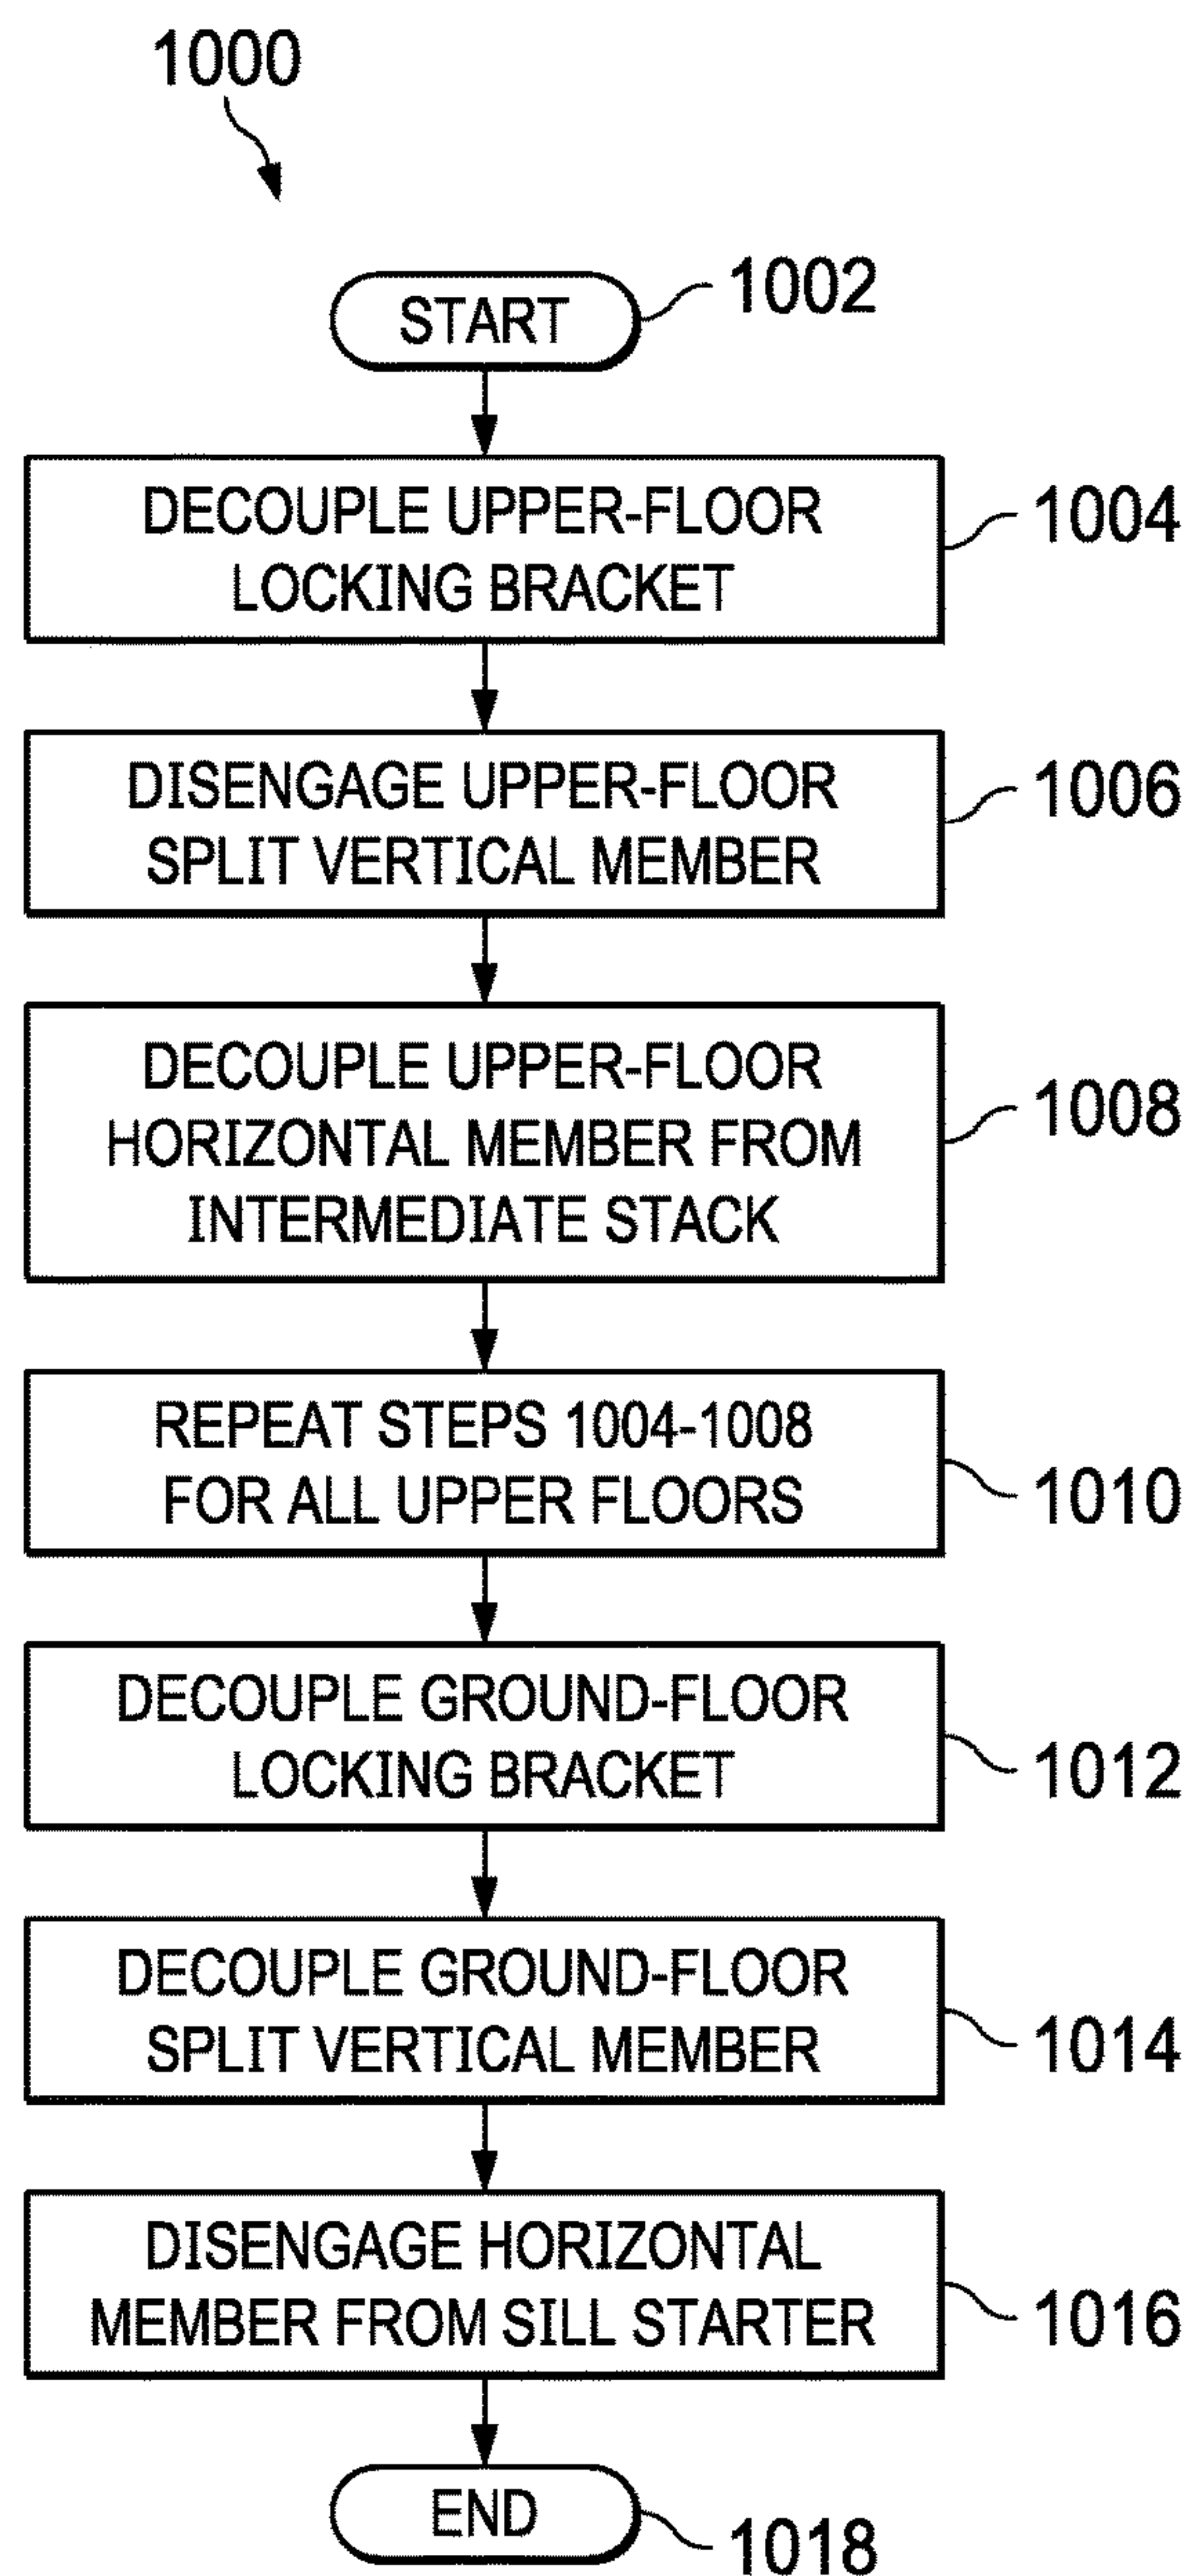 1000
START
1002
DECOUPLE UPPER-FLOOR
LOCKING BRACKET
1004
DISENGAGE UPPER-FLOOR
SPLIT VERTICAL MEMBER
1006
DECOUPLE UPPER-FLOOR
HORIZONTAL MEMBER FROM
INTERMEDIATE STACK
1008
REPEAT STEPS 1004-1008
FOR ALL UPPER FLOORS
1010
DECOUPLE GROUND-FLOOR
LOCKING BRACKET
1012
DECOUPLE GROUND-FLOOR
SPLIT VERTICAL MEMBER
1014
DISENGAGE HORIZONTAL
MEMBER FROM SILL STARTER
1016
END
1018